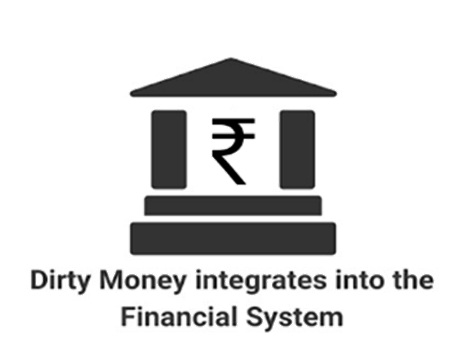 ₹
Dirty Money integrates into the
Financial System